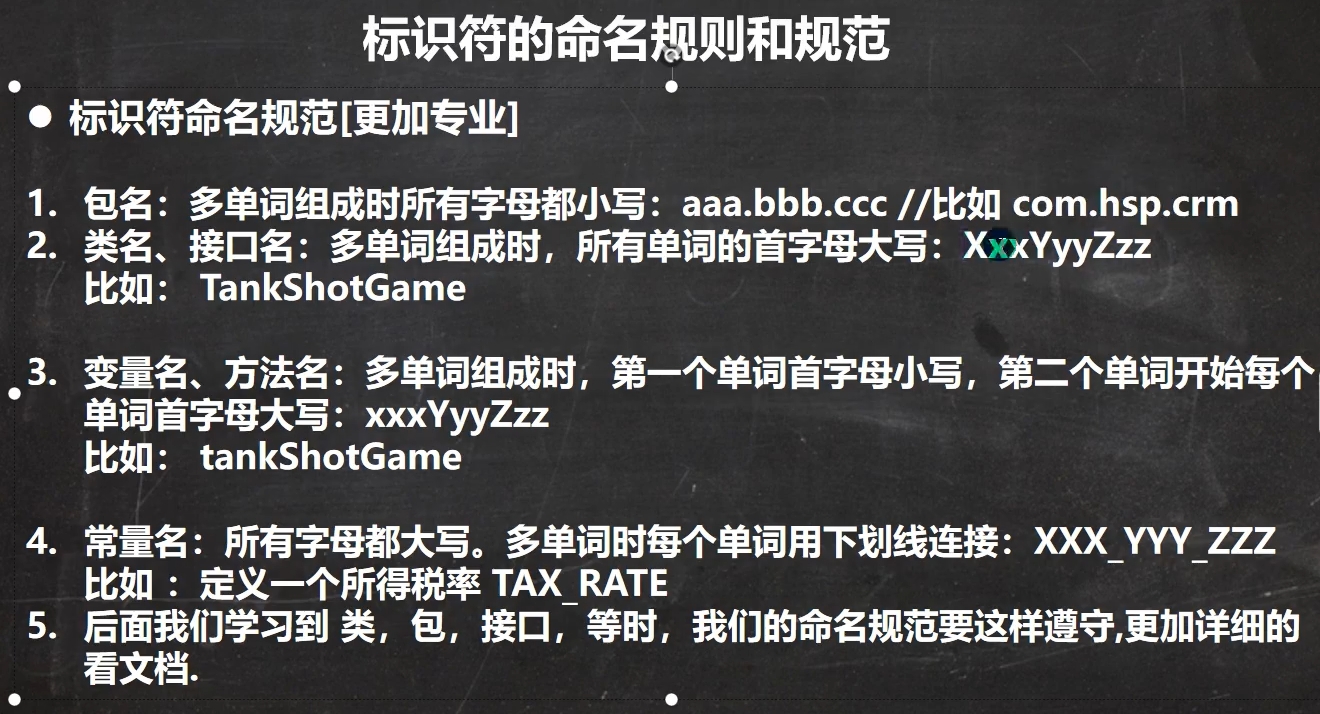 标识符的命名规则和规范
● 标识符命名规范[更加专业]
1. 包名：多单词组成时所有字母都小写：aaa.bbb.ccc //比如 com.hsp.crm
2. 类名、接口名：多单词组成时，所有单词的首字母大写：XxxYyyZzz
比如： TankShotGame
3. 变量名、方法名：多单词组成时，第一个单词首字母小写，第二个单词开始每个
单词首字母大写：xxxYyyZzz
比如： tankShotGame
4. 常量名：所有字母都大写。多单词时每个单词用下划线连接：XXX_YYY_ZZZ
比如 ：定义一个所得税率 TAX_RATE
5. 后面我们学习到 类，包，接口，等时，我们的命名规范要这样遵守,更加详细的
看文档.